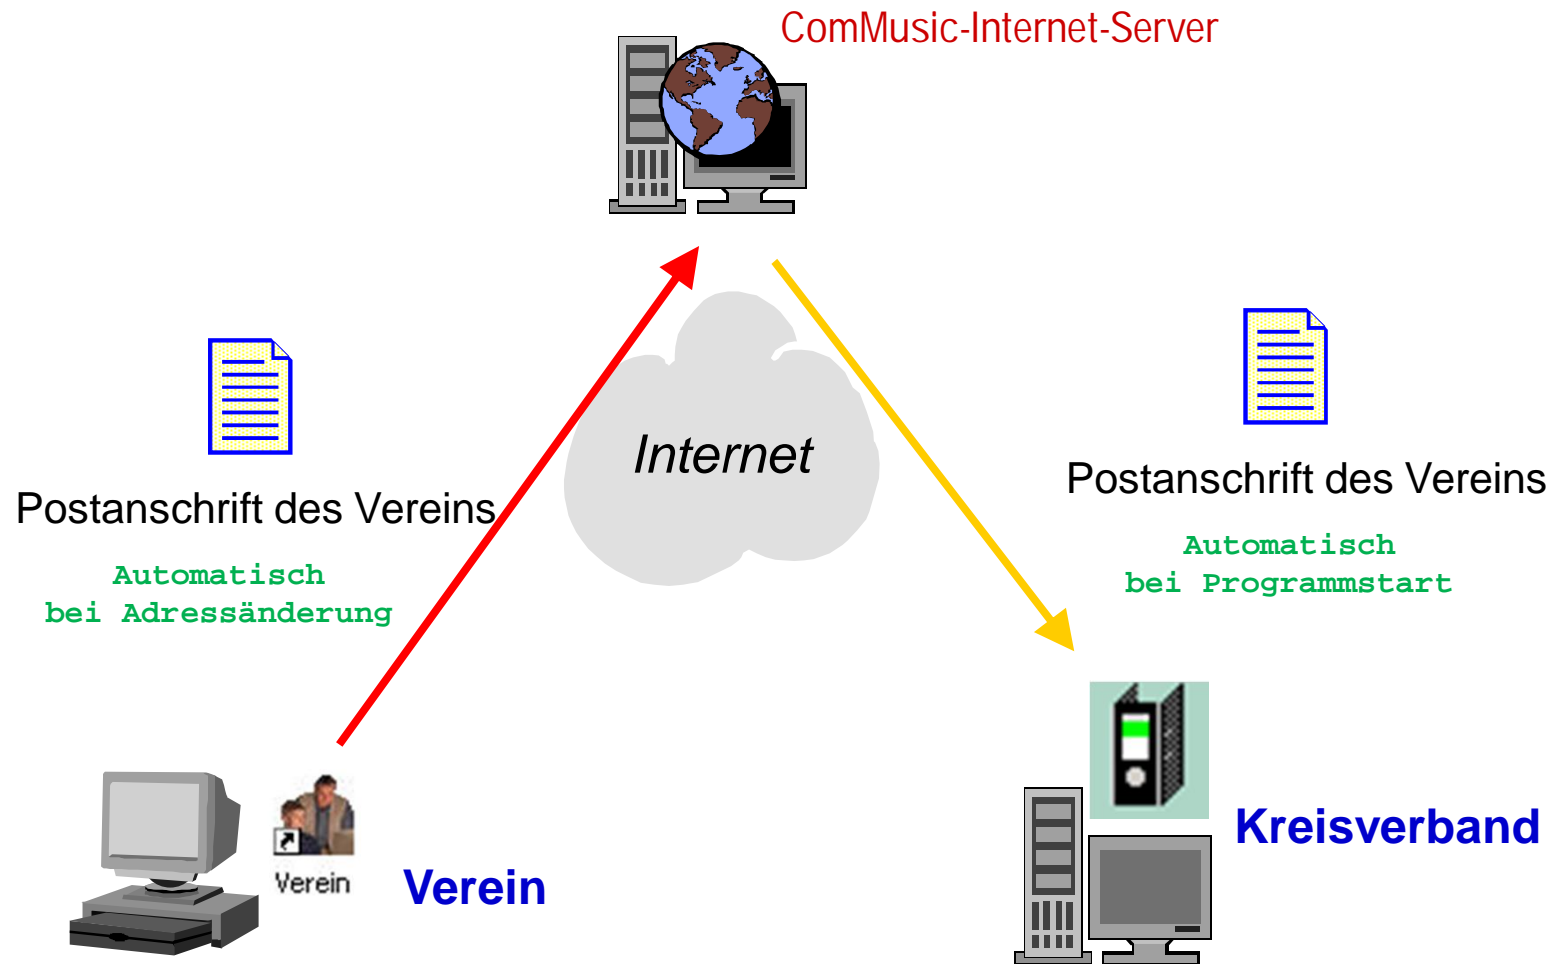 ComMusic-Internet-Server
Internet
Postanschrift des Vereins
Automatisch
bei Adressänderung
Postanschrift des Vereins
Automatisch
bei Programmstart
Verein
Verein
Kreisverband